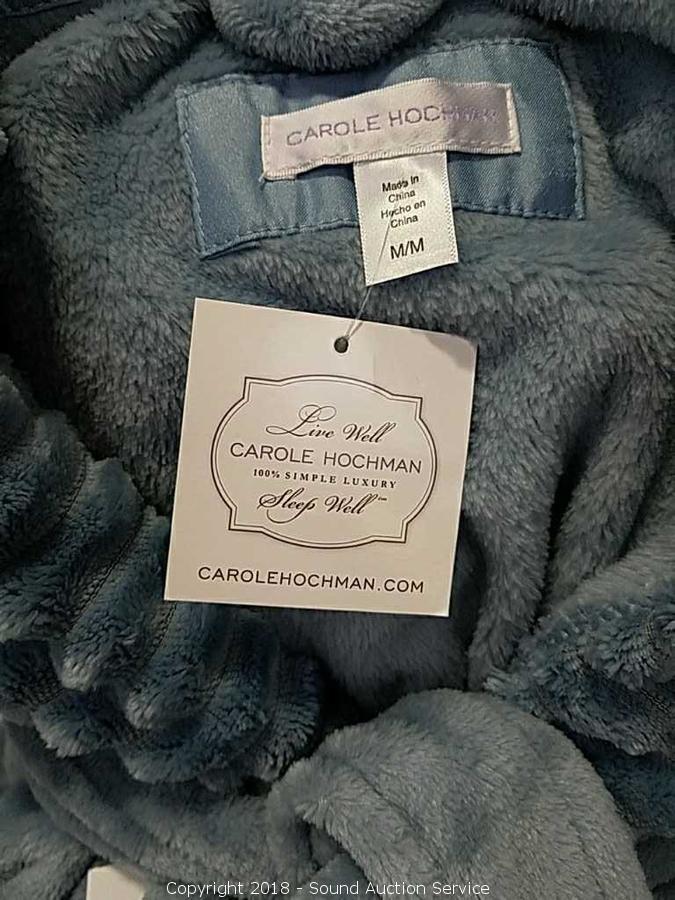 CAROLE HOCHMAN
Made in
China
Hecho en
China
M/M
Live Well
CAROLE HOCHMAN
100% SIMPLE LUXURY
Sleep Well™
CAROLEHOCHMAN.COM
Copyright 2018 - Sound Auction Service